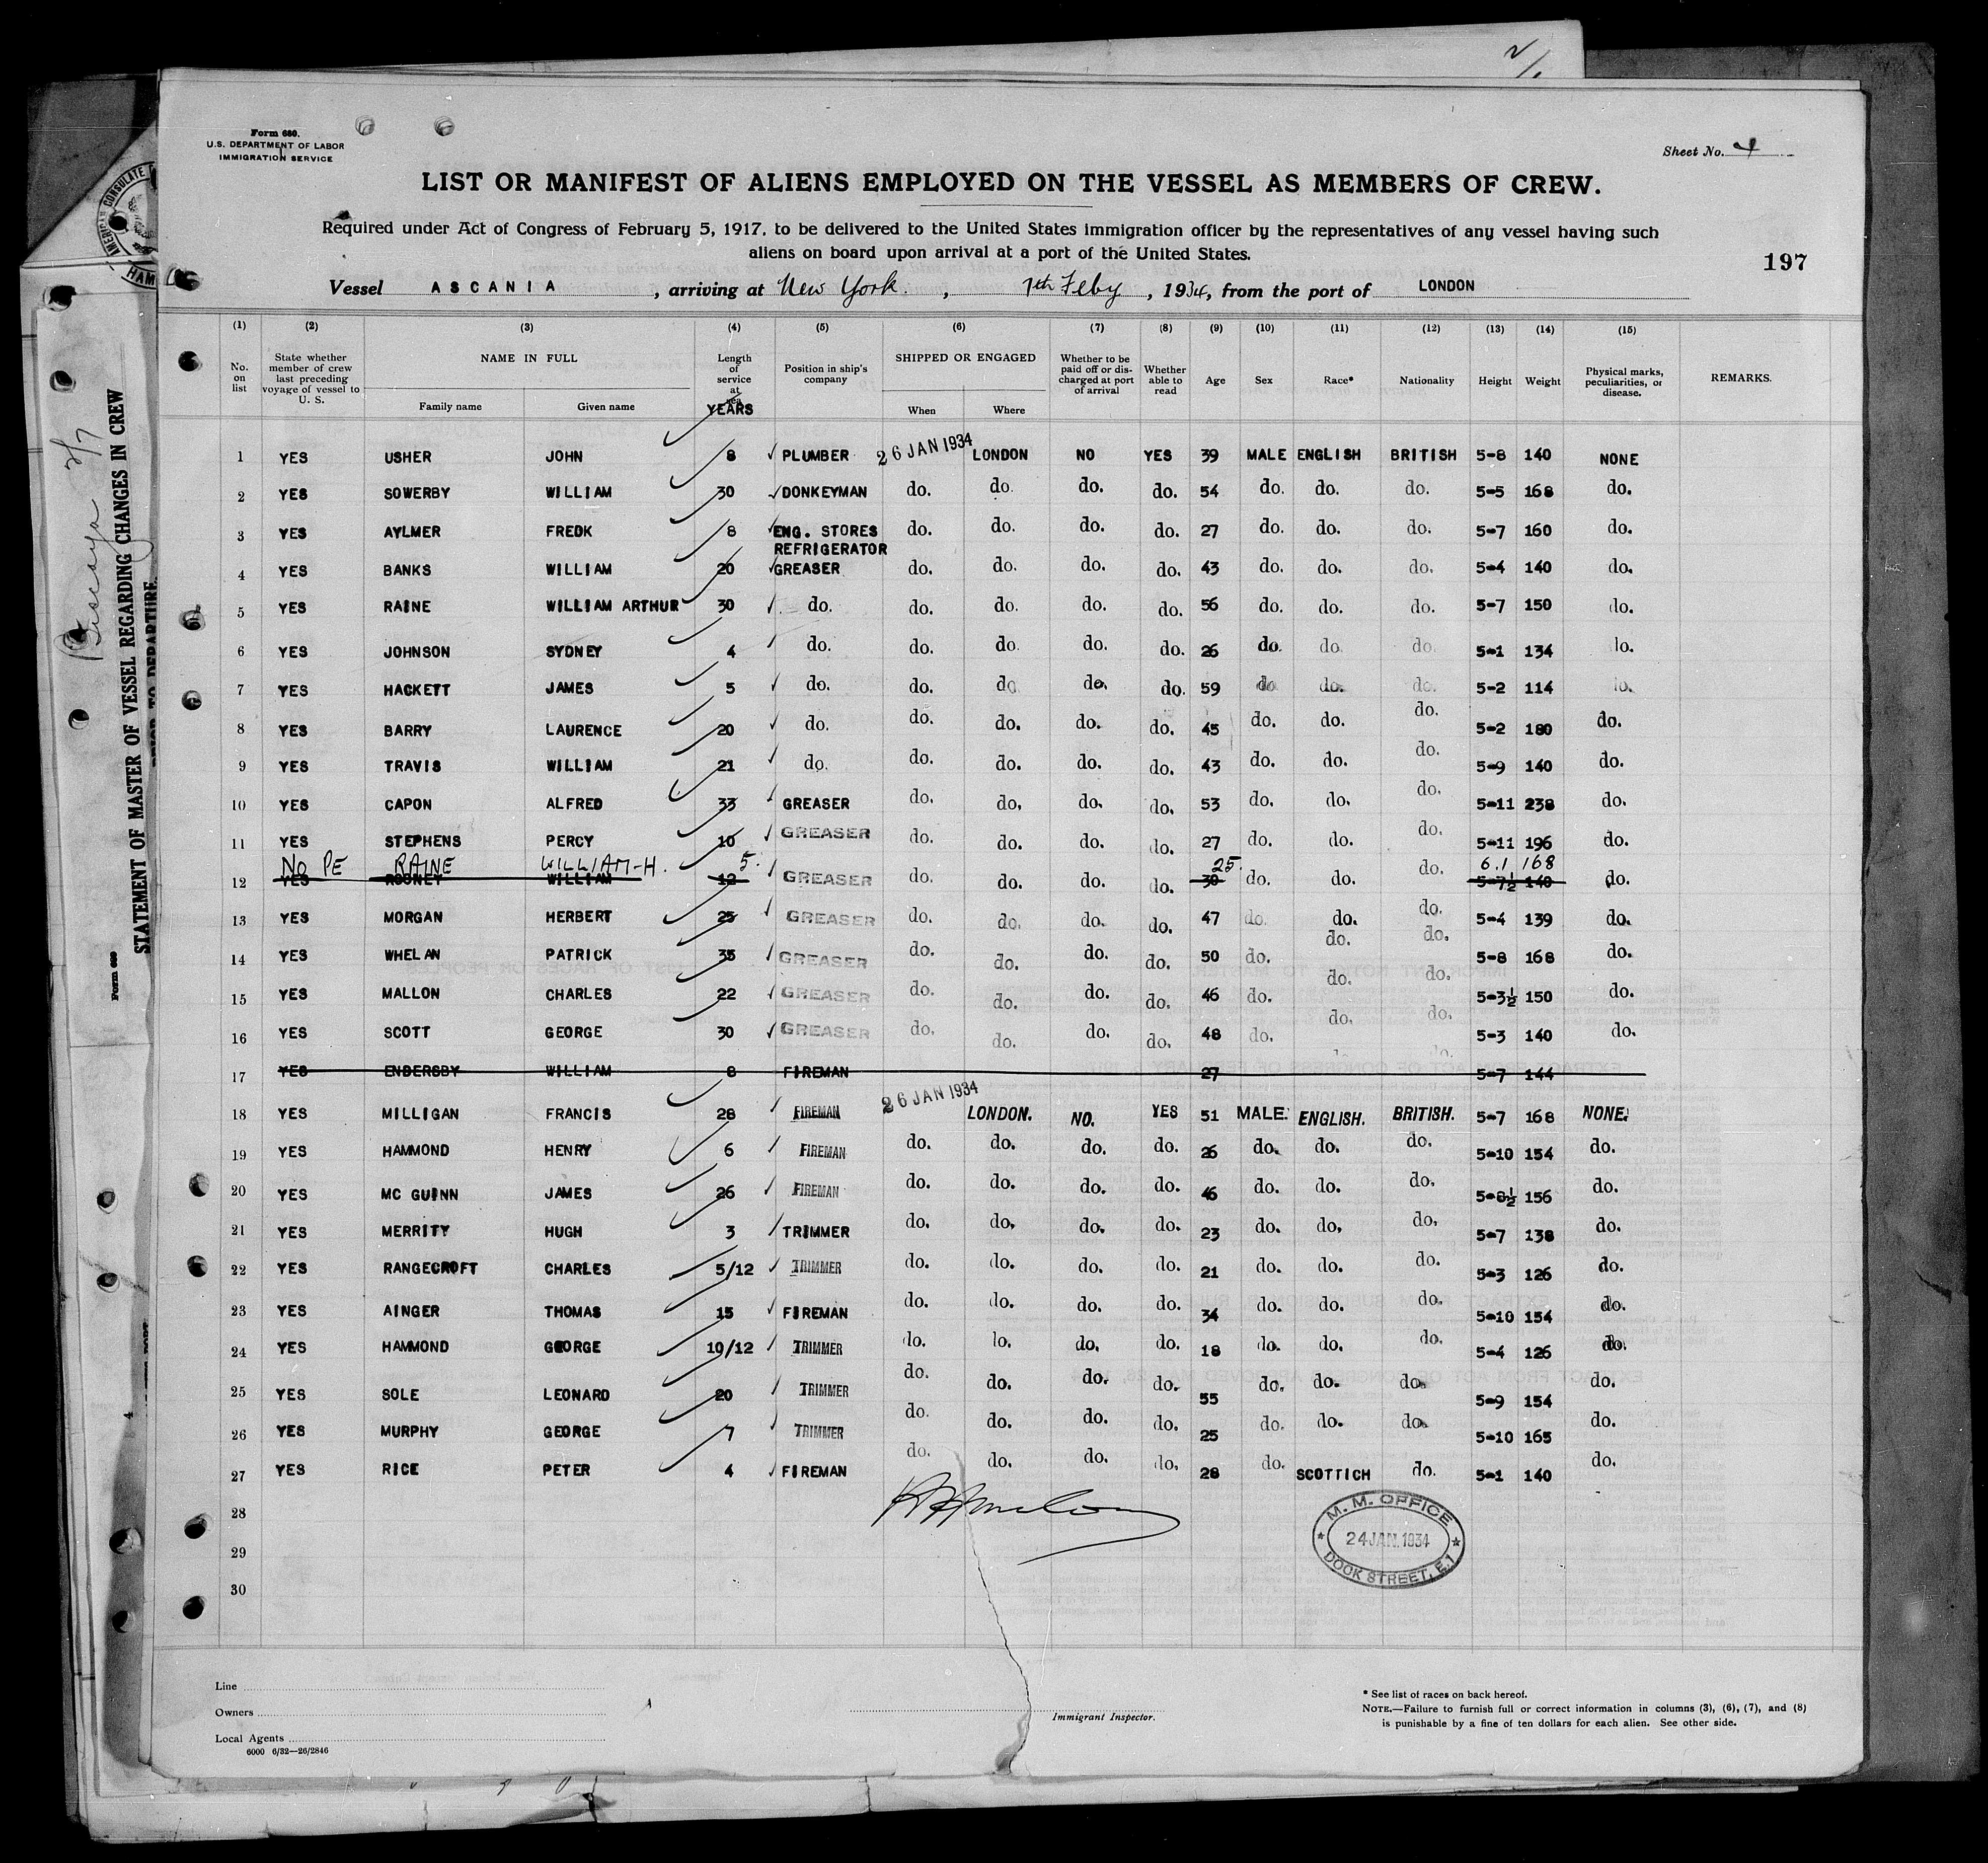 2/1
Form 680.
U.S. DEPARTMENT OF LABOR
IMMIGRATION SERVICE
Sheet No. 4
LIST OR MANIFEST OF ALIENS EMPLOYED ON THE VESSEL AS MEMBERS OF CREW.
Required under Act of Congress of February 5, 1917, to be delivered to the United States immigration officer by the representatives of any vessel having such
aliens on board upon arrival at a port of the United States.
197
Vessel ASCANIA, arriving at New York, 7th Feby, 1934, from the port of LONDON
(1) (2) (3) (4) (5) (6) (7) (8) (9) (10) (11) (12) (13) (14) (15)
No. on list State whether member of crew last preceding voyage of vessel to U. S. NAME IN FULL Family name Given name Length of service at sea YEARS Position in ship's company SHIPPED OR ENGAGED When Where Whether to be paid off or discharged at port of arrival Whether able to read Age Sex Race* Nationality Height Weight Physical marks, peculiarities, or disease. REMARKS.
1 YES USHER JOHN 8 PLUMBER 26 JAN 1934 LONDON NO YES 39 MALE ENGLISH BRITISH 5-8 140 NONE
2 YES SOWERBY WILLIAM 30 DONKEYMAN do. do. do. do. 54 do. do. do. 5-5 168 do.
3 YES AYLMER FREDK 8 ENG. STORES do. do. do. do. 27 do. do. do. 5-7 160 do.
REFRIGERATOR
4 YES BANKS WILLIAM 20 GREASER do. do. do. do. 43 do. do. do. 5-4 140 do.
5 YES RAINE WILLIAM ARTHUR 30 do. do. do. do. do. 56 do. do. do. 5-7 150 do.
6 YES JOHNSON SYDNEY 4 do. do. do. do. do. 26 do. do. do. 5-1 134 do.
7 YES HACKETT JAMES 5 do. do. do. do. do. 59 do. do. do. 5-2 114 do.
8 YES BARRY LAURENCE 20 do. do. do. do. do. 45 do. do. do. 5-2 180 do.
9 YES TRAVIS WILLIAM 21 do. do. do. do. do. 43 do. do. do. 5-9 140 do.
10 YES CAPON ALFRED 33 GREASER do. do. do. do. 53 do. do. do. 5-11 238 do.
11 YES STEPHENS PERCY 10 GREASER do. do. do. do. 27 do. do. do. 5-11 196 do.
NO PE RAINE WILLIAM-H. 5. 25. 6.1 168
12 YES ROONEY WILLIAM 12 GREASER do. do. do. do. 30 do. do. do. 5-7½ 140 do.
13 YES MORGAN HERBERT 25 GREASER do. do. do. do. 47 do. do. do. 5-4 139 do.
14 YES WHELAN PATRICK 35 GREASER do. do. do. do. 50 do. do. do. 5-8 168 do.
15 YES MALLON CHARLES 22 GREASER do. do. do. do. 46 do. do. do. 5-3½ 150 do.
16 YES SCOTT GEORGE 30 GREASER do. do. do. do. 48 do. do. do. 5-3 140 do.
17 YES ENDERSBY WILLIAM 8 FIREMAN 27 5-7 144
18 YES MILLIGAN FRANCIS 28 FIREMAN 26 JAN 1934 LONDON. NO. YES 51 MALE. ENGLISH. BRITISH. 5-7 168 NONE.
19 YES HAMMOND HENRY 6 FIREMAN do. do. do. do. 26 do. do. do. 5-10 154 do.
20 YES MC GUINN JAMES 26 FIREMAN do. do. do. do. 46 do. do. do. 5-8½ 156 do.
21 YES MERRITY HUGH 3 TRIMMER do. do. do. do. 23 do. do. do. 5-7 138 do.
22 YES RANGECROFT CHARLES 5/12 TRIMMER do. do. do. do. 21 do. do. do. 5-3 126 do.
23 YES AINGER THOMAS 15 FIREMAN do. do. do. do. 34 do. do. do. 5-10 154 do.
24 YES HAMMOND GEORGE 10/12 TRIMMER do. do. do. do. 18 do. do. do. 5-4 126 do.
25 YES SOLE LEONARD 20 TRIMMER do. do. do. do. 55 do. do. do. 5-9 154 do.
26 YES MURPHY GEORGE 7 TRIMMER do. do. do. do. 25 do. do. do. 5-10 165 do.
27 YES RICE PETER 4 FIREMAN do. do. do. do. 28 do. SCOTTICH do. 5-1 140 do.
28
29
30
M. M. OFFICE
24 JAN. 1934
DOCK STREET, E.1
Line
Owners
Local Agents
6000 6/32—26/2846
Immigrant Inspector.
* See list of races on back hereof.
NOTE.—Failure to furnish full or correct information in columns (3), (6), (7), and (8)
is punishable by a fine of ten dollars for each alien. See other side.
AMERICAN CONSULATE
HAM
Biscaya 2/7
STATEMENT OF MASTER OF VESSEL REGARDING CHANGES IN CREW
PRIOR TO DEPARTURE.
Form 689